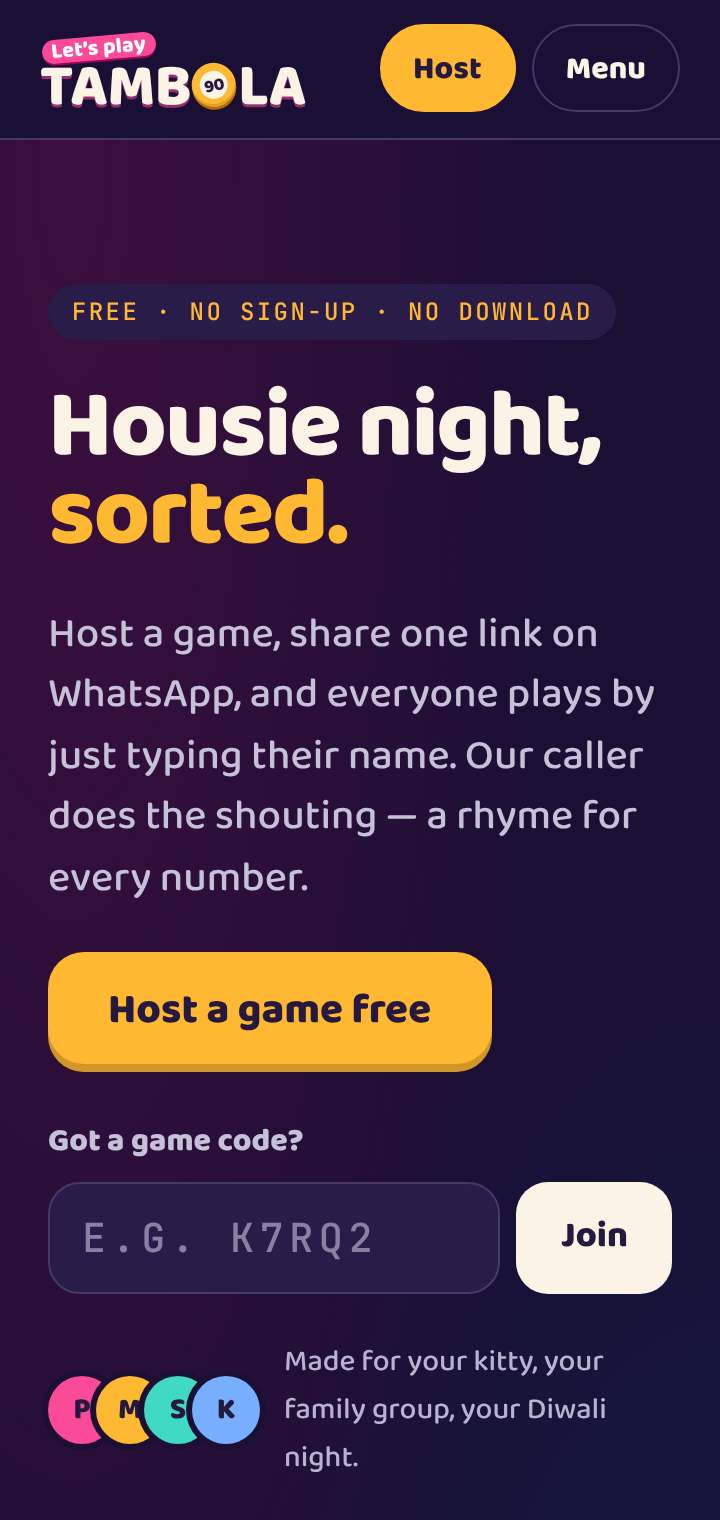 Let's play
TAMBOLA
90
Host
Menu
FREE · NO SIGN-UP · NO DOWNLOAD
Housie night,
sorted.
Host a game, share one link on
WhatsApp, and everyone plays by
just typing their name. Our caller
does the shouting — a rhyme for
every number.
Host a game free
Got a game code?
E.G. K7RQ2
Join
P M S K
Made for your kitty, your
family group, your Diwali
night.